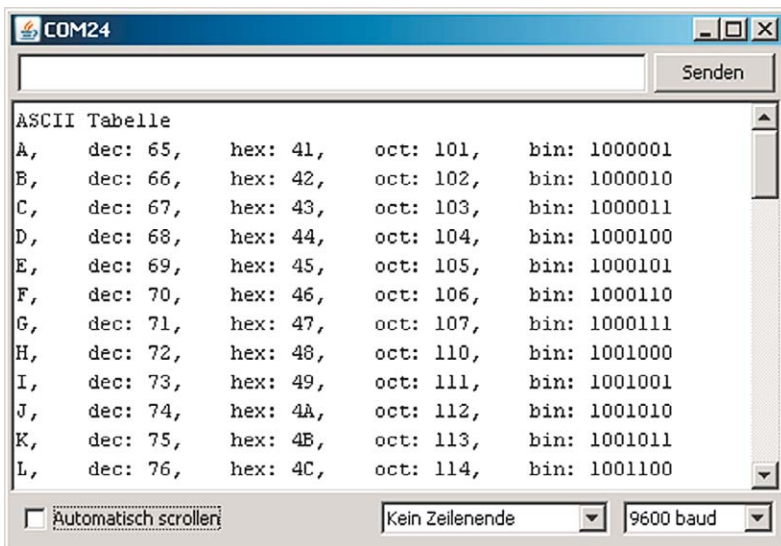 COM24
Senden
ASCII Tabelle
A, dec: 65, hex: 41, oct: 101, bin: 1000001
B, dec: 66, hex: 42, oct: 102, bin: 1000010
C, dec: 67, hex: 43, oct: 103, bin: 1000011
D, dec: 68, hex: 44, oct: 104, bin: 1000100
E, dec: 69, hex: 45, oct: 105, bin: 1000101
F, dec: 70, hex: 46, oct: 106, bin: 1000110
G, dec: 71, hex: 47, oct: 107, bin: 1000111
H, dec: 72, hex: 48, oct: 110, bin: 1001000
I, dec: 73, hex: 49, oct: 111, bin: 1001001
J, dec: 74, hex: 4A, oct: 112, bin: 1001010
K, dec: 75, hex: 4B, oct: 113, bin: 1001011
L, dec: 76, hex: 4C, oct: 114, bin: 1001100
Automatisch scrollen Kein Zeilenende 9600 baud